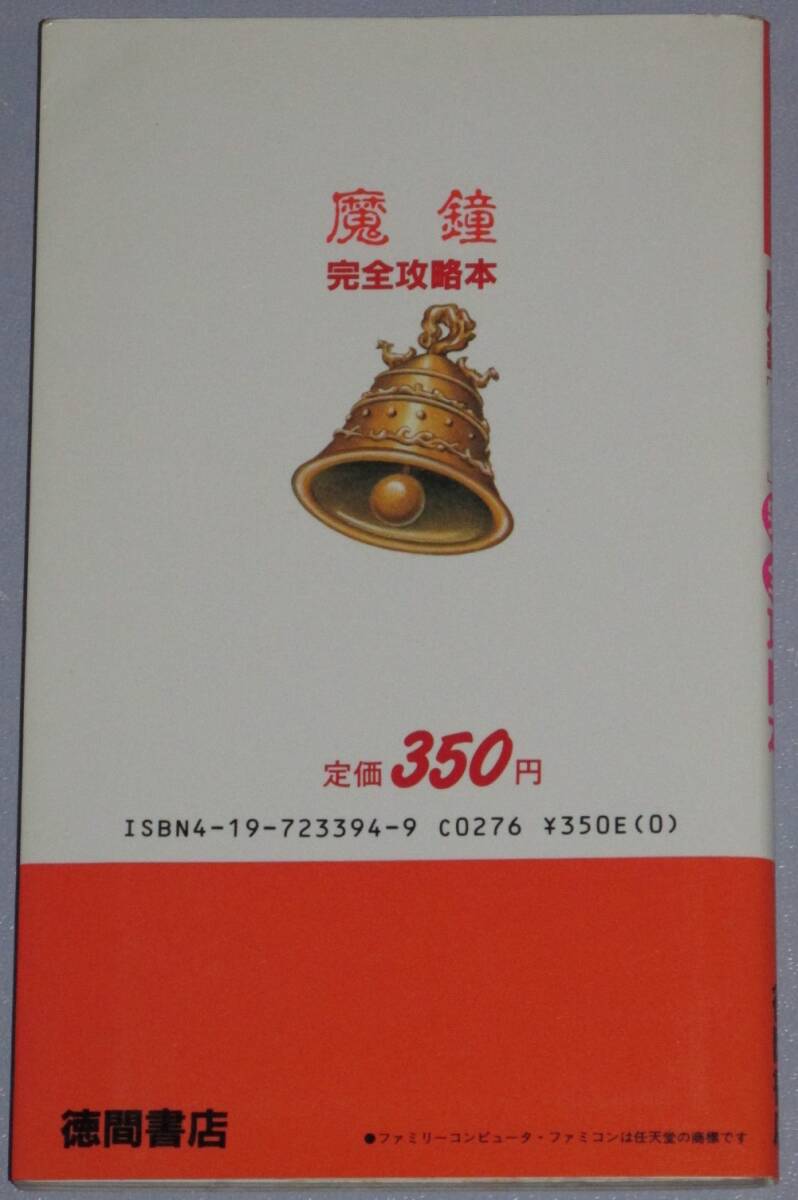 魔鐘
完全攻略本
定価350円
ISBN4-19-723394-9 C0276 ¥350E(0)
徳間書店
●ファミリーコンピュータ・ファミコンは任天堂の商標です